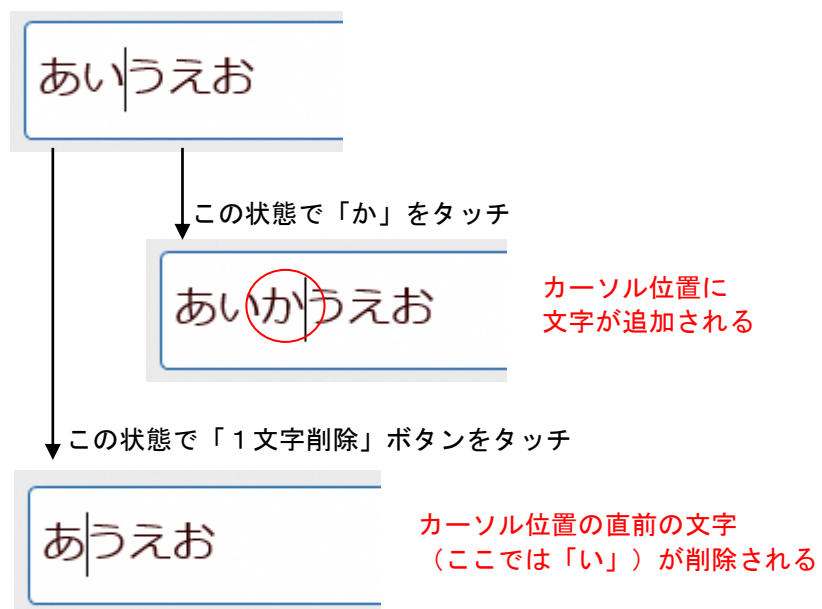 あいうえお
この状態で「か」をタッチ
あいかうえお
カーソル位置に
文字が追加される
この状態で「１文字削除」ボタンをタッチ
あうえお
カーソル位置の直前の文字
（ここでは「い」）が削除される